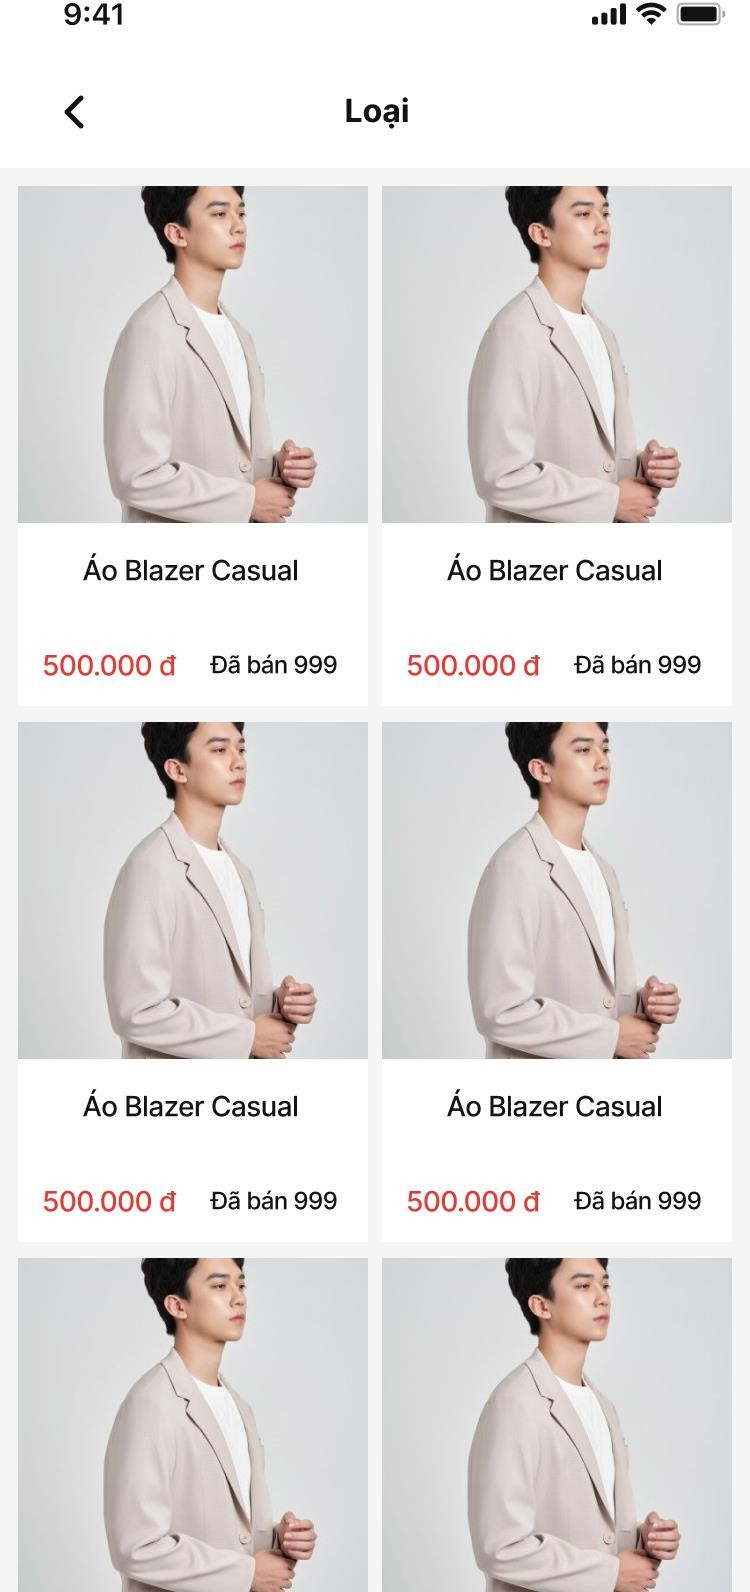 9:41
Loại
Áo Blazer Casual
Áo Blazer Casual
500.000 đ
Đã bán 999
500.000 đ
Đã bán 999
Áo Blazer Casual
Áo Blazer Casual
500.000 đ
Đã bán 999
500.000 đ
Đã bán 999